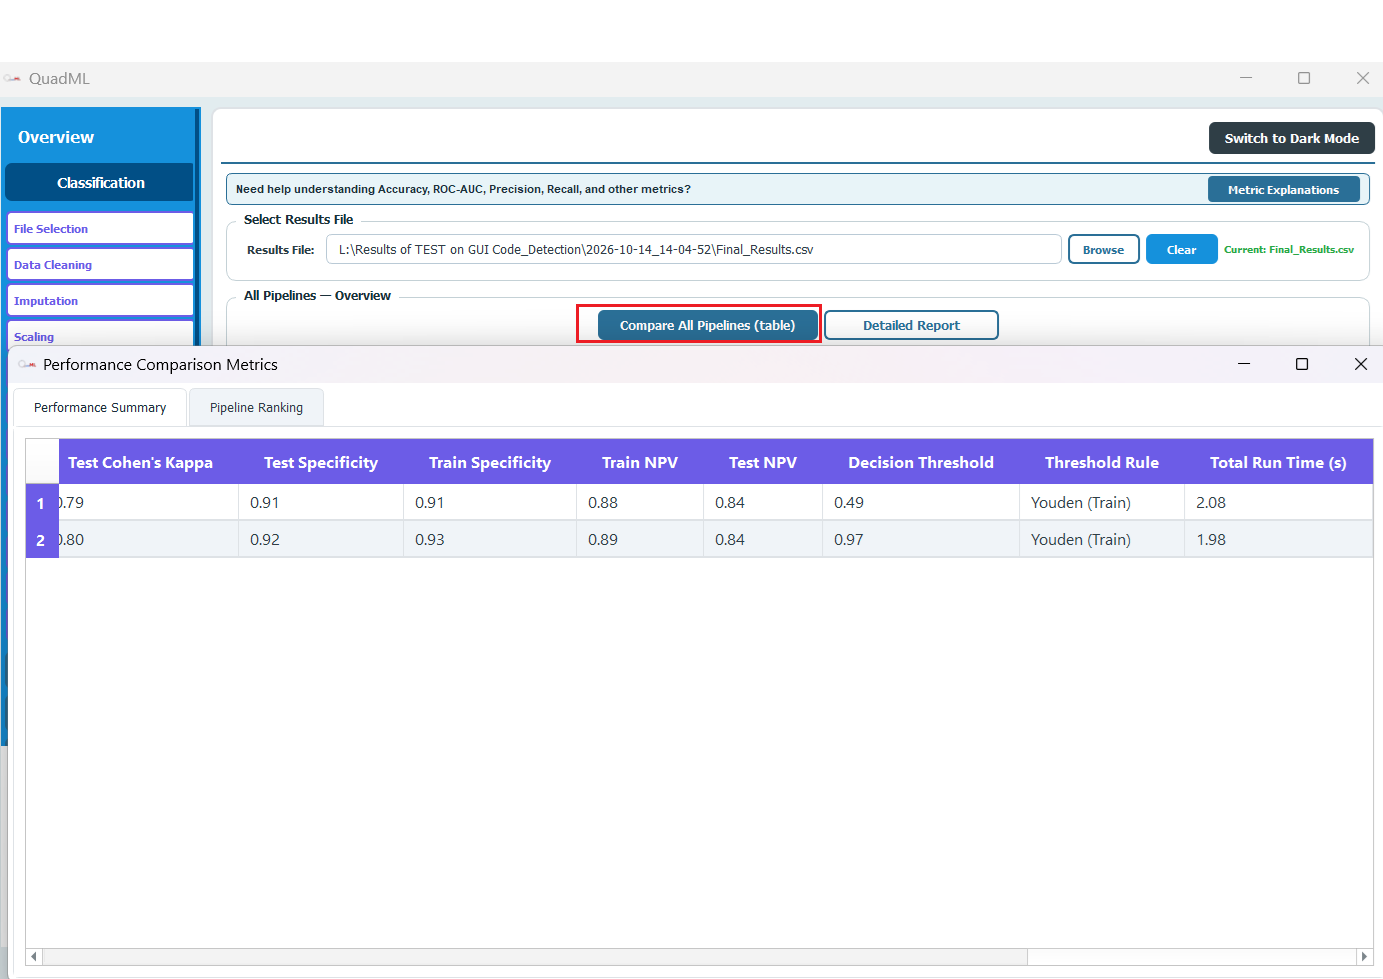 QuadML
Overview
Switch to Dark Mode
Classification
Need help understanding Accuracy, ROC-AUC, Precision, Recall, and other metrics?
Metric Explanations
File Selection
Data Cleaning
Imputation
Scaling
Select Results File
Results File: L:\Results of TEST on GUI Code_Detection\2026-10-14_14-04-52\Final_Results.csv Browse Clear Current: Final_Results.csv
All Pipelines — Overview
Compare All Pipelines (table) Detailed Report
Performance Comparison Metrics
Performance Summary Pipeline Ranking
Test Cohen's Kappa Test Specificity Train Specificity Train NPV Test NPV Decision Threshold Threshold Rule Total Run Time (s)
1 0.79 0.91 0.91 0.88 0.84 0.49 Youden (Train) 2.08
2 0.80 0.92 0.93 0.89 0.84 0.97 Youden (Train) 1.98